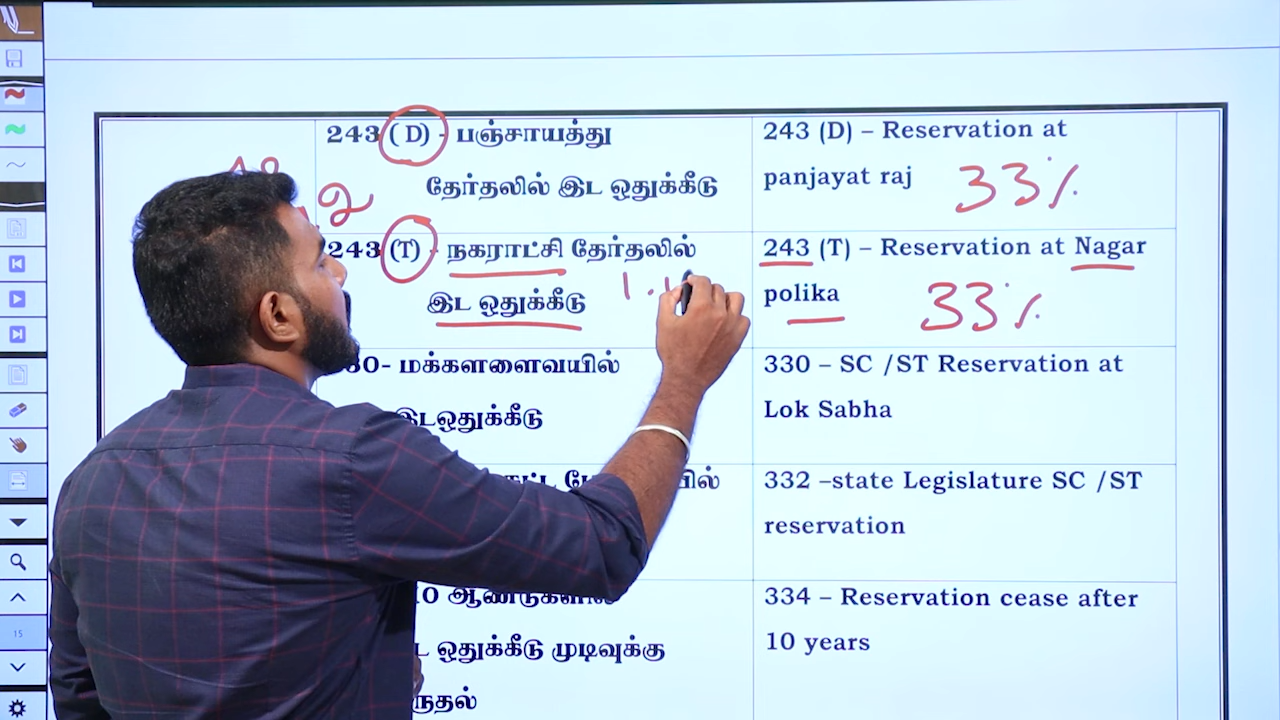 243 (D) - பஞ்சாயத்து
தேர்தலில் இட ஒதுக்கீடு
2
243 (D) – Reservation at
panjayat raj
33%
243 (T) - நகராட்சி தேர்தலில்
இட ஒதுக்கீடு
243 (T) – Reservation at Nagar
polika
33%
மக்களளைவயில்
இடஒதுக்கீடு
330 – SC /ST Reservation at
Lok Sabha
332 –state Legislature SC /ST
reservation
ஒதுக்கீடு முடிவுக்கு
334 – Reservation cease after
10 years
15